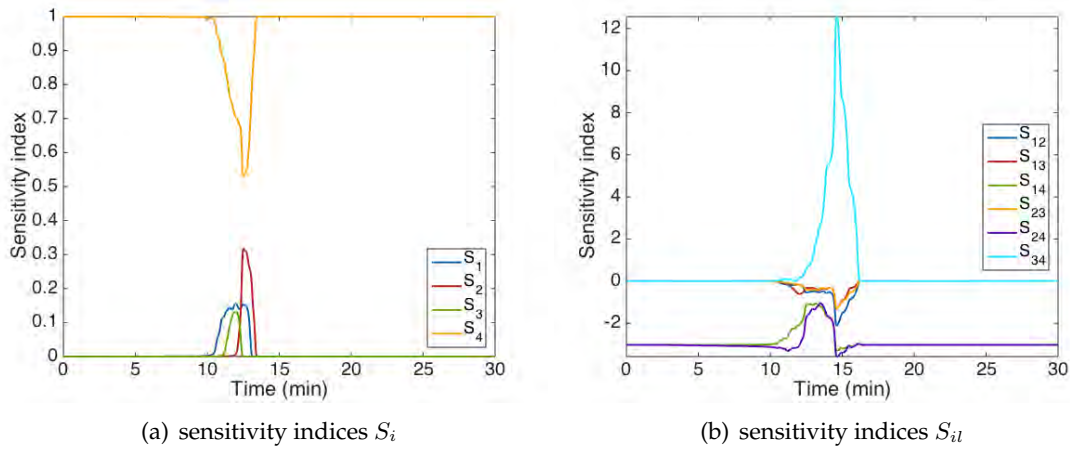 Sensitivity index
1
0.9
0.8
0.7
0.6
0.5
0.4
0.3
0.2
0.1
0
0 5 10 15 20 25 30
Time (min)
S1
S2
S3
S4
(a) sensitivity indices Si
Sensitivity index
12
10
8
6
4
2
0
-2
0 5 10 15 20 25 30
Time (min)
S12
S13
S14
S23
S24
S34
(b) sensitivity indices Sil